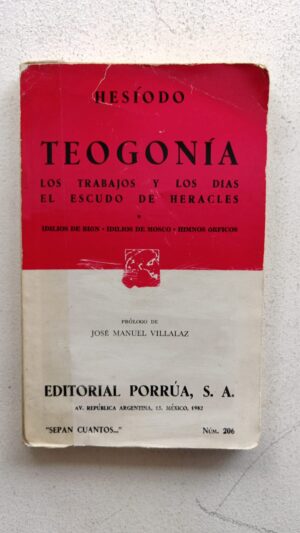 HESÍODO
TEOGONÍA
LOS TRABAJOS Y LOS DIAS
EL ESCUDO DE HERACLES
IDILIOS DE BION · IDILIOS DE MOSCO · HIMNOS ORFICOS
PRÓLOGO DE
JOSÉ MANUEL VILLALAZ
EDITORIAL PORRÚA, S. A.
AV. REPÚBLICA ARGENTINA, 15. MÉXICO, 1982
"SEPAN CUANTOS..." NÚM. 206